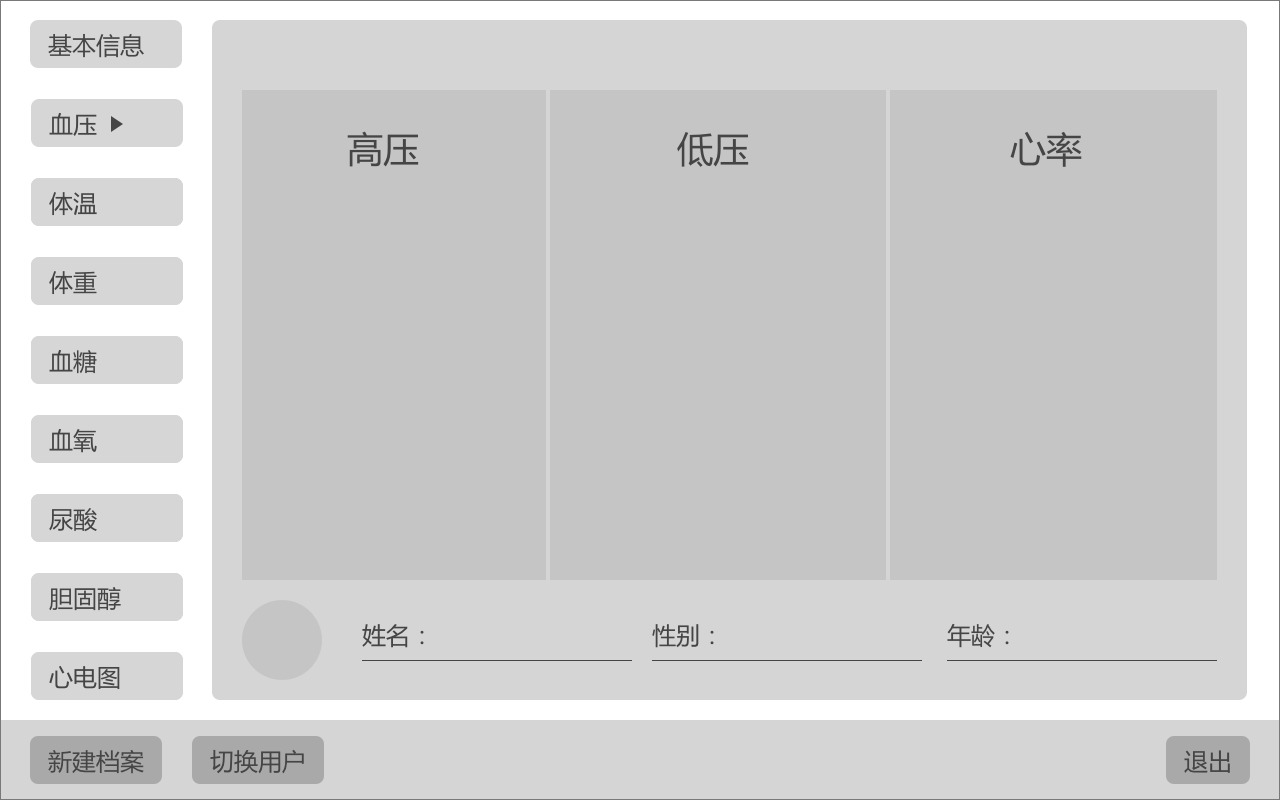 基本信息
血压
体温
体重
血糖
血氧
尿酸
胆固醇
心电图
高压
低压
心率
姓名：
性别：
年龄：
新建档案
切换用户
退出